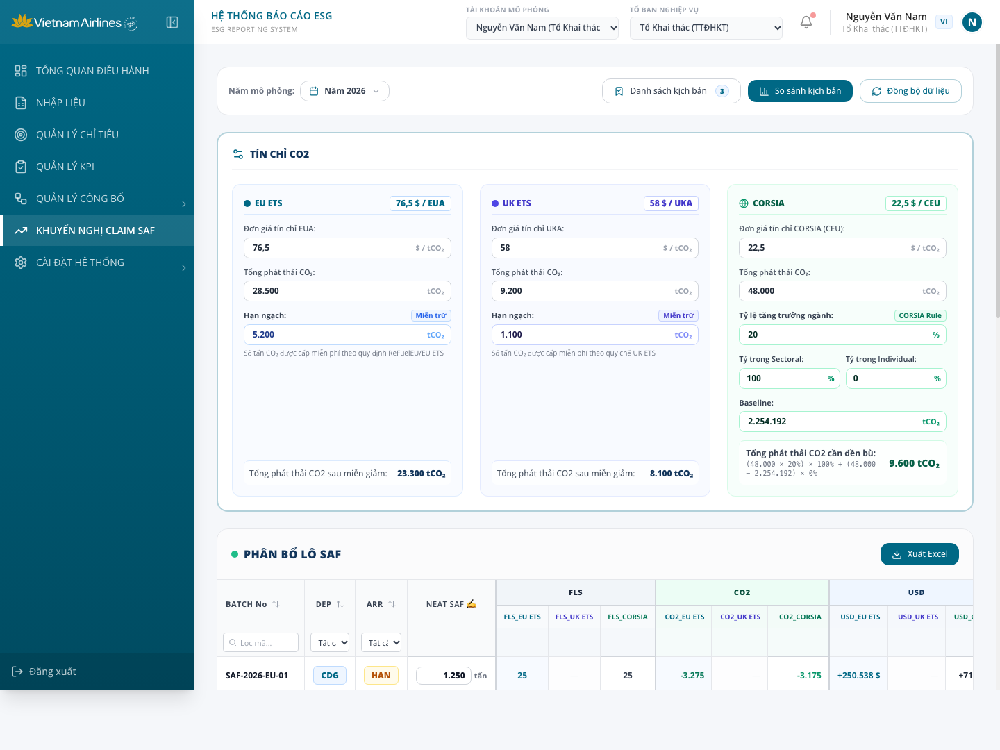 Vietnam Airlines
HỆ THỐNG BÁO CÁO ESG
ESG REPORTING SYSTEM
TÀI KHOẢN MÔ PHỎNG
Nguyễn Văn Nam (Tổ Khai thác
TỔ BAN NGHIỆP VỤ
Tổ Khai thác (TTĐHKT)
Nguyễn Văn Nam
Tổ Khai thác (TTĐHKT)
VI
N
TỔNG QUAN ĐIỀU HÀNH
NHẬP LIỆU
QUẢN LÝ CHỈ TIÊU
QUẢN LÝ KPI
QUẢN LÝ CÔNG BỐ
KHUYẾN NGHỊ CLAIM SAF
CÀI ĐẶT HỆ THỐNG
Đăng xuất
Năm mô phỏng:
Năm 2026
Danh sách kịch bản 3
So sánh kịch bản
Đồng bộ dữ liệu
TÍN CHỈ CO2
EU ETS
76,5 $ / EUA
Đơn giá tín chỉ EUA:
76,5 $ / tCO₂
Tổng phát thải CO₂:
28.500 tCO₂
Hạn ngạch: Miễn trừ
5.200 tCO₂
Số tấn CO₂ được cấp miễn phí theo quy định ReFuelEU/EU ETS
Tổng phát thải CO2 sau miễn giảm: 23.300 tCO₂
UK ETS
58 $ / UKA
Đơn giá tín chỉ UKA:
58 $ / tCO₂
Tổng phát thải CO₂:
9.200 tCO₂
Hạn ngạch: Miễn trừ
1.100 tCO₂
Số tấn CO₂ được cấp miễn phí theo quy chế UK ETS
Tổng phát thải CO2 sau miễn giảm: 8.100 tCO₂
CORSIA
22,5 $ / CEU
Đơn giá tín chỉ CORSIA (CEU):
22,5 $ / tCO₂
Tổng phát thải CO₂:
48.000 tCO₂
Tỷ lệ tăng trưởng ngành: CORSIA Rule
20 %
Tỷ trọng Sectoral: Tỷ trọng Individual:
100 % 0 %
Baseline:
2.254.192 tCO₂
Tổng phát thải CO2 cần đền bù:
(48.000 × 20%) × 100% + (48.000
− 2.254.192) × 0%
9.600 tCO₂
PHÂN BỔ LÔ SAF
Xuất Excel
BATCH No DEP ARR NEAT SAF ✍️ FLS CO2 USD
FLS_EU ETS FLS_UK ETS FLS_CORSIA CO2_EU ETS CO2_UK ETS CO2_CORSIA USD_EU ETS USD_UK ETS
Lọc mã... Tất Tất
SAF-2026-EU-01 CDG HAN 1.250 tấn 25 — 25 -3.275 — -3.175 +250.538 $ — +71